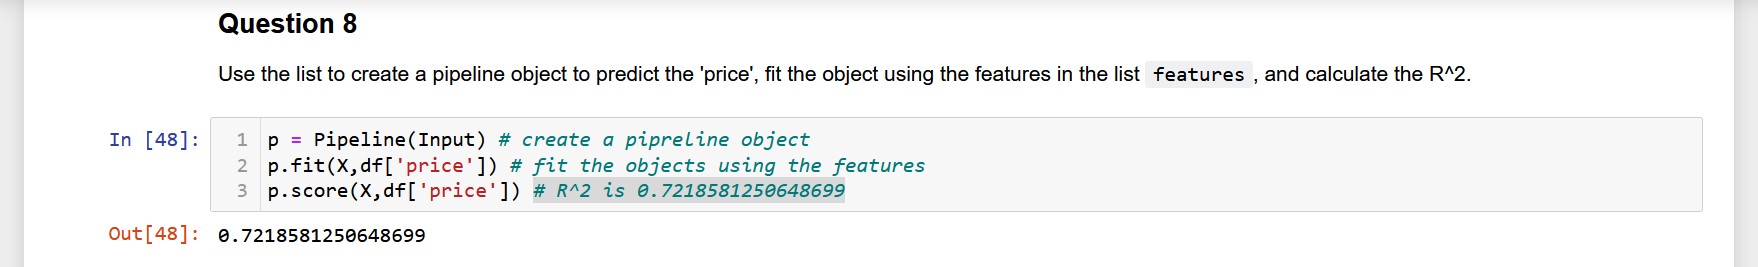 Question 8
Use the list to create a pipeline object to predict the 'price', fit the object using the features in the list features , and calculate the R^2.
In [48]:
1 p = Pipeline(Input) # create a pipreline object
2 p.fit(X,df['price']) # fit the objects using the features
3 p.score(X,df['price']) # R^2 is 0.7218581250648699
Out[48]: 0.7218581250648699